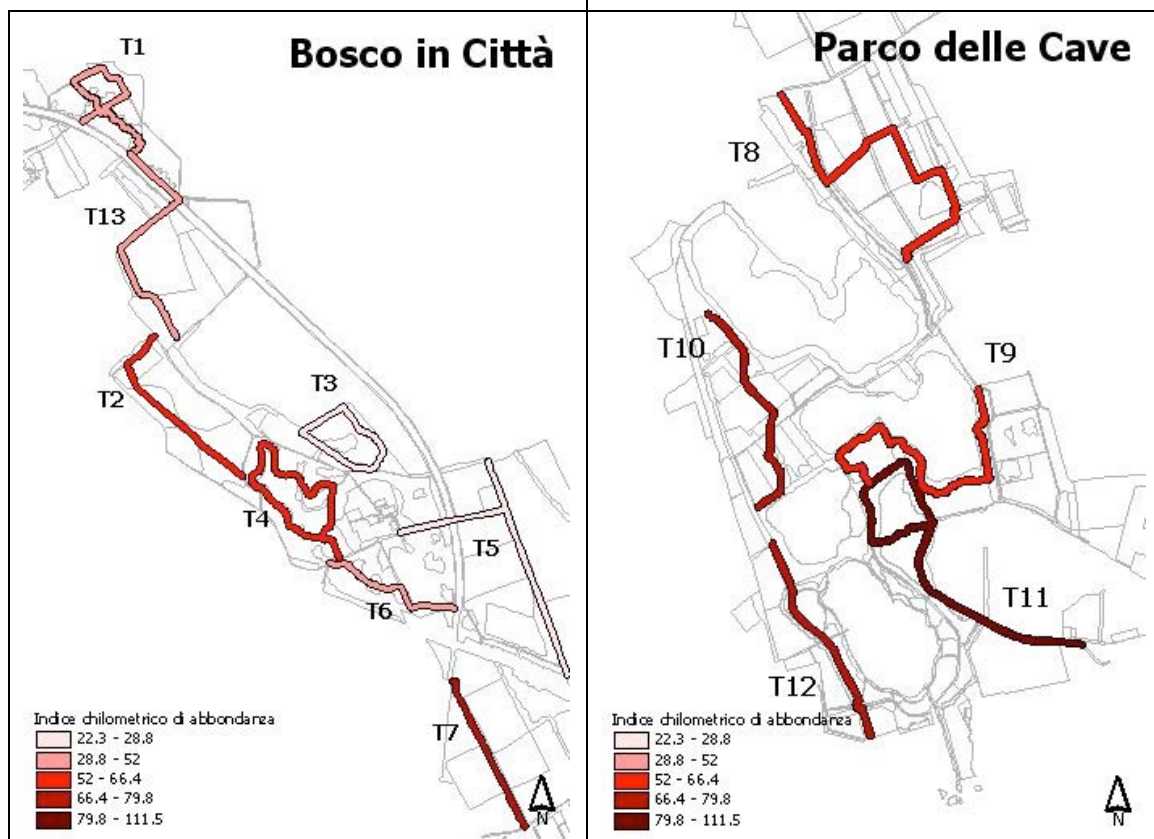 Bosco in Città
T1
T13
T2
T3
T4
T5
T6
T7
Indice chilometrico di abbondanza
22.3 - 28.8
28.8 - 52
52 - 66.4
66.4 - 79.8
79.8 - 111.5
N
Parco delle Cave
T8
T10
T9
T11
T12
Indice chilometrico di abbondanza
22.3 - 28.8
28.8 - 52
52 - 66.4
66.4 - 79.8
79.8 - 111.5
N